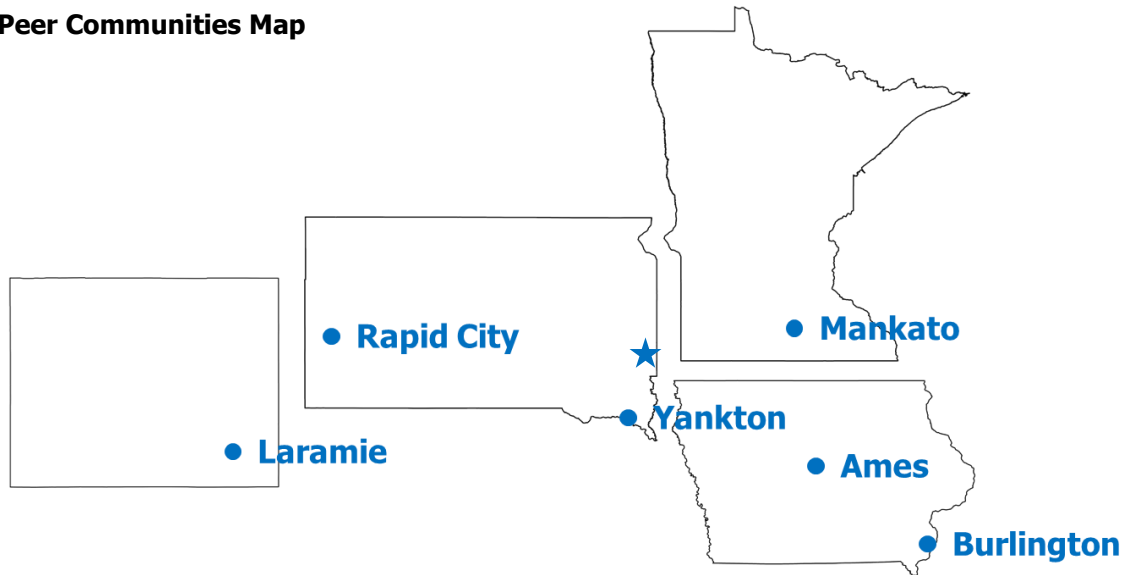 Peer Communities Map
Mankato
Rapid City
Yankton
Laramie
Ames
Burlington